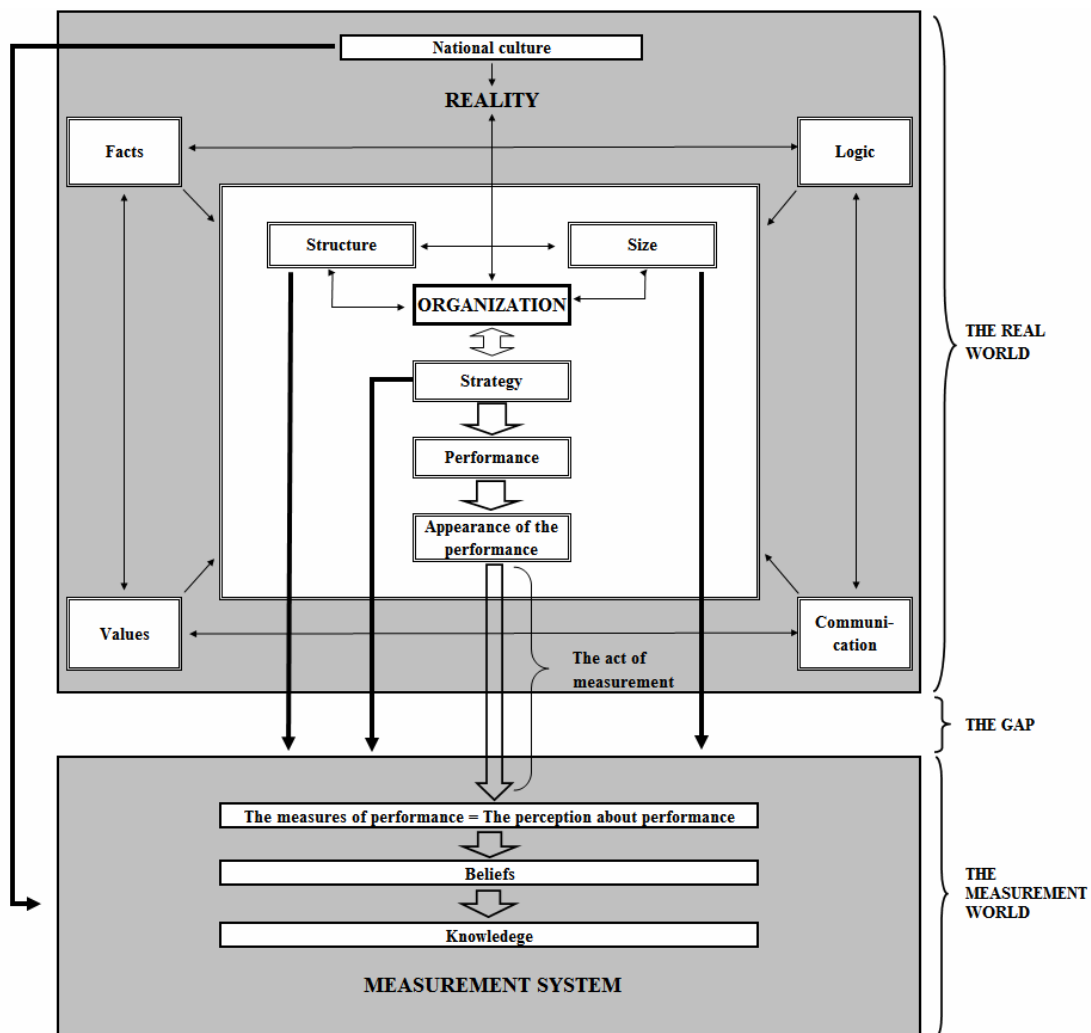 National culture
REALITY
Facts
Logic
Structure
Size
ORGANIZATION
THE REAL
WORLD
Strategy
Performance
Appearance of the
performance
Values
Communi-
cation
The act of
measurement
THE GAP
The measures of performance = The perception about performance
Beliefs
THE
MEASUREMENT
WORLD
Knowledege
MEASUREMENT SYSTEM